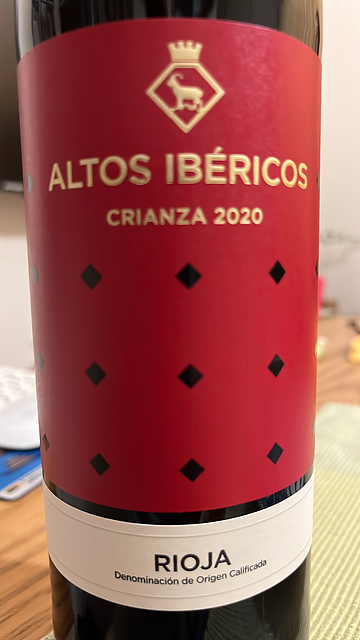 ALTOS IBÉRICOS
CRIANZA 2020
RIOJA
Denominación de Origen Calificada